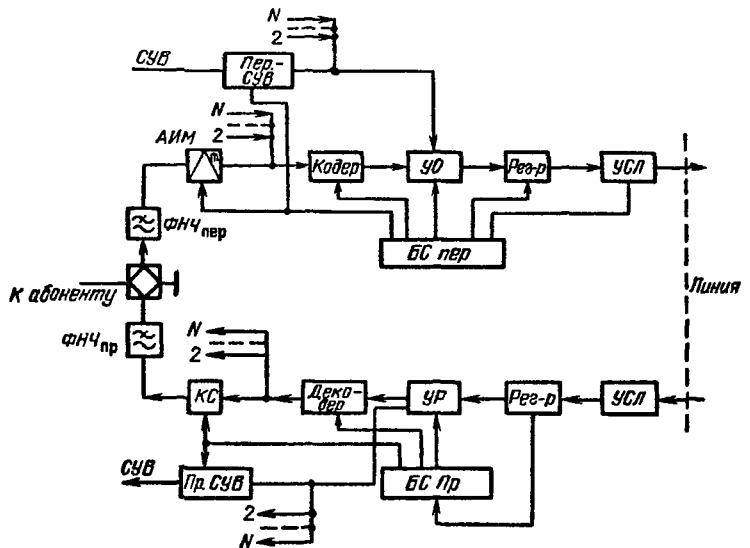 N
2
СУВ
Пер.-
СУВ
N
2
АИМ
Кодер
УО
Рег-р
УСЛ
ФНЧпер
БС пер
К абоненту
Линия
ФНЧпр
N
2
КС
Деко-
дер
УР
Рег-р
УСЛ
СУВ
Пр. СУВ
БС Пр
2
N